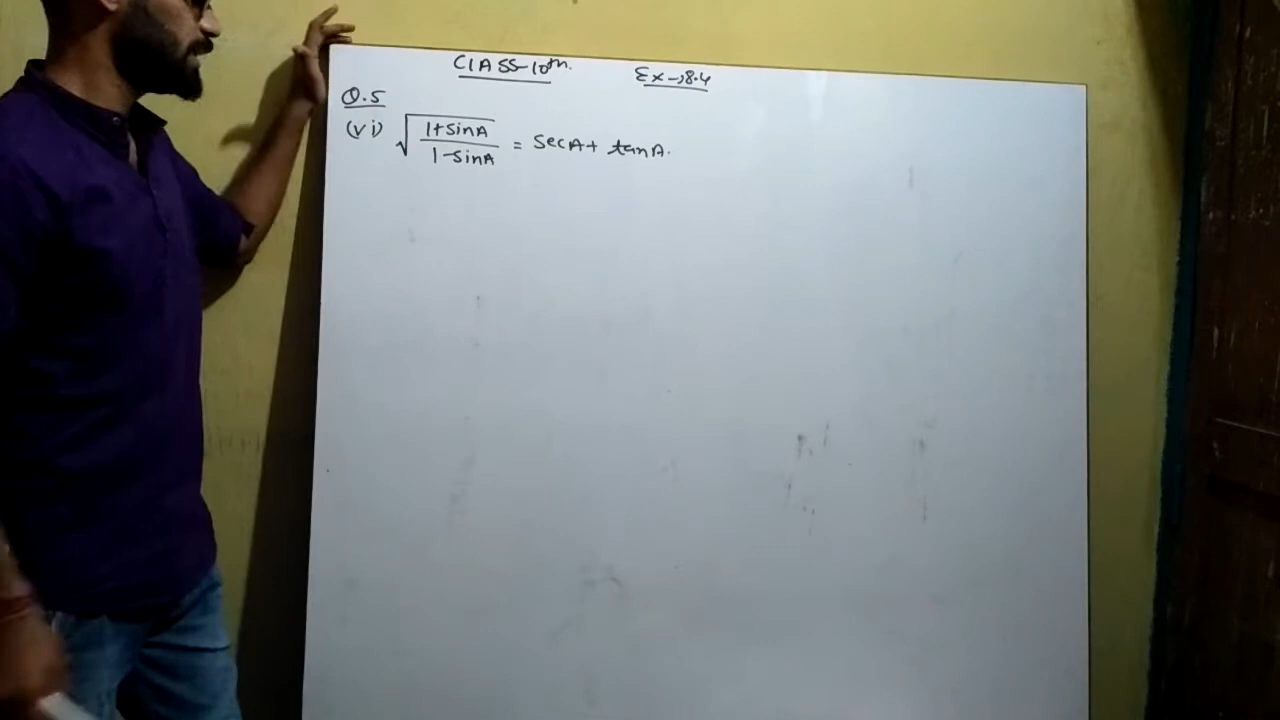 CLASS-10th. Ex-,8.4
Q.5
(vi) √(1+sinA / 1-sinA) = secA + tanA.